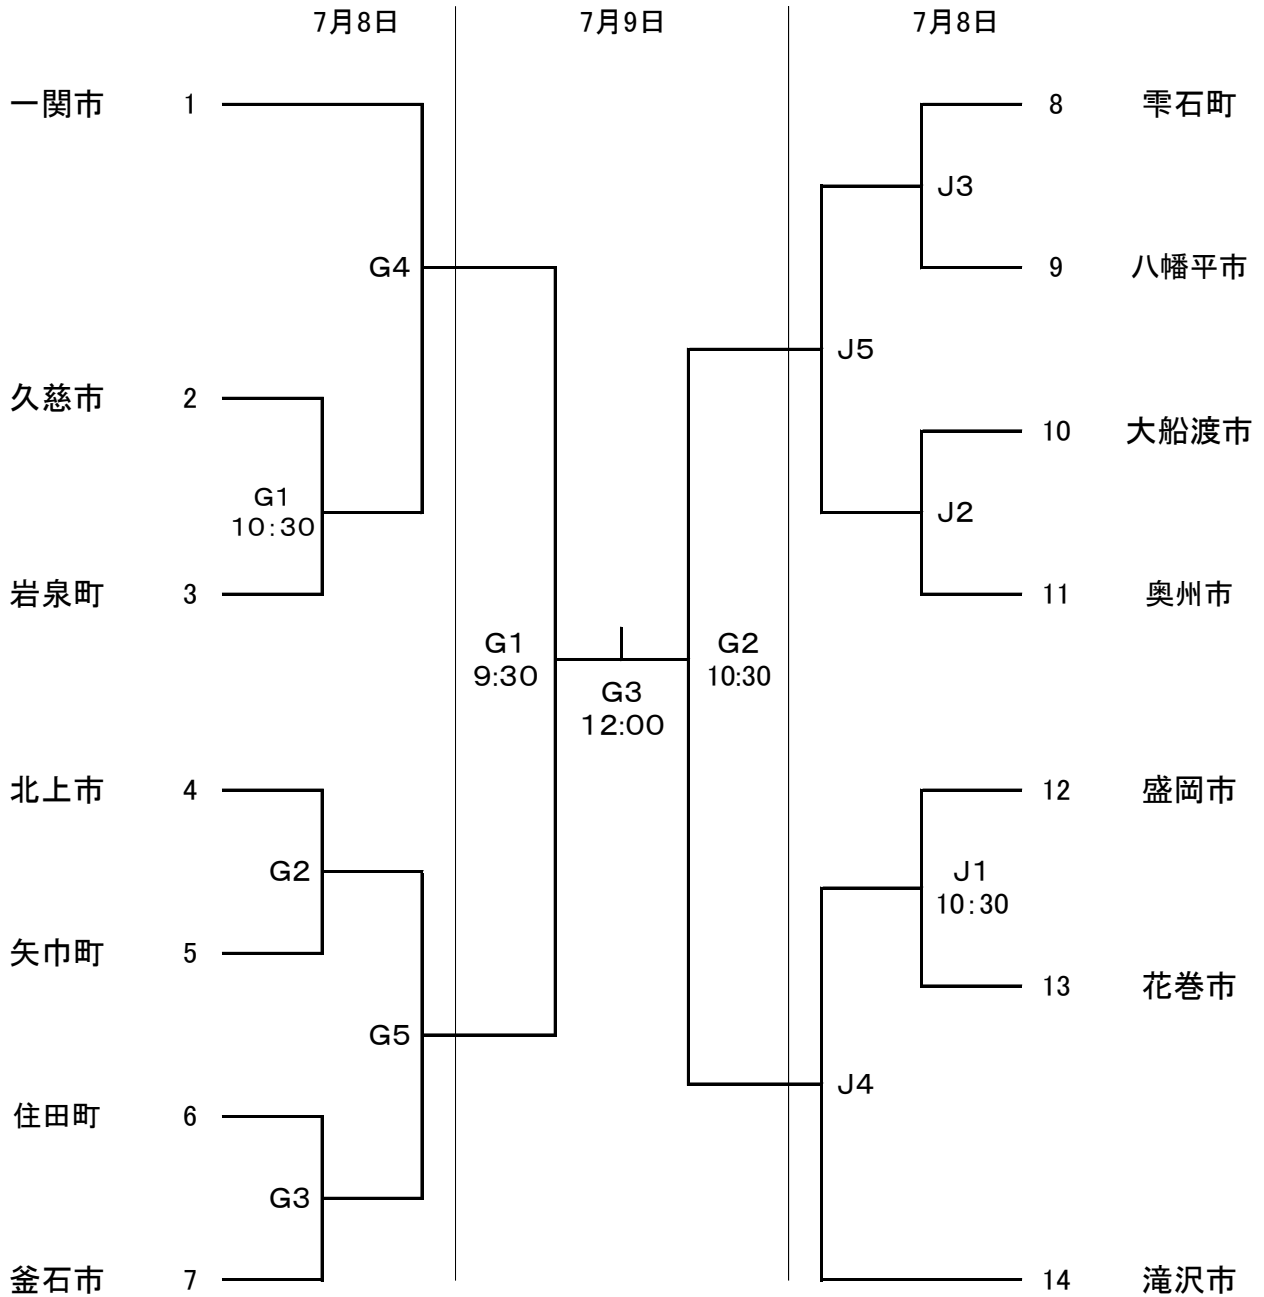 7月8日 7月9日 7月8日
一関市 1
8 雫石町
J3
G4
9 八幡平市
J5
久慈市 2
10 大船渡市
G1
10:30
J2
岩泉町 3
11 奥州市
G1
9:30
G3
12:00
G2
10:30
北上市 4
12 盛岡市
G2
J1
10:30
矢巾町 5
13 花巻市
G5
J4
住田町 6
G3
釜石市 7
14 滝沢市